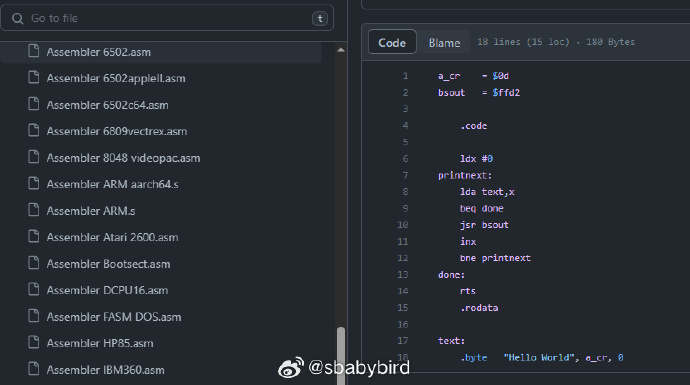 Go to file
t
Assembler 6502.asm
Assembler 6502appleII.asm
Assembler 6502c64.asm
Assembler 6809vectrex.asm
Assembler 8048 videopac.asm
Assembler ARM aarch64.s
Assembler ARM.s
Assembler Atari 2600.asm
Assembler Bootsect.asm
Assembler DCPU16.asm
Assembler FASM DOS.asm
Assembler HP85.asm
Assembler IBM360.asm
Code Blame 18 lines (15 loc) · 180 Bytes
1 a_cr = $0d
2 bsout = $ffd2
3
4 .code
5
6 ldx #0
7 printnext:
8 lda text,x
9 beq done
10 jsr bsout
11 inx
12 bne printnext
13 done:
14 rts
15 .rodata
16
17 text:
18 .byte "Hello World", a_cr, 0
@sbabybird